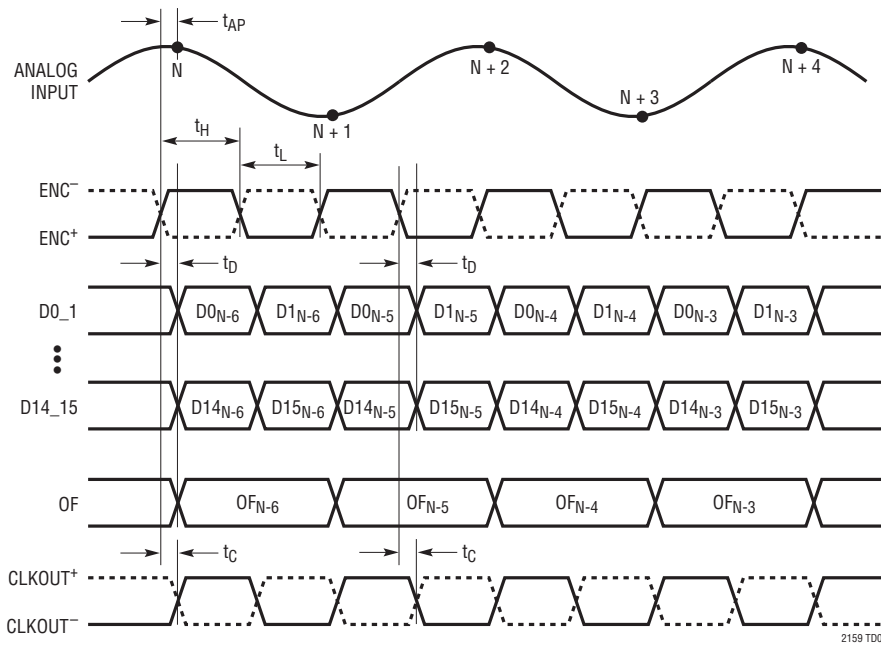 tAP
ANALOG
INPUT
N
N + 1
N + 2
N + 3
N + 4
tH
tL
ENC–
ENC+
tD
tD
D0_1
D0N-6 D1N-6 D0N-5 D1N-5 D0N-4 D1N-4 D0N-3 D1N-3
D14_15
D14N-6 D15N-6 D14N-5 D15N-5 D14N-4 D15N-4 D14N-3 D15N-3
OF
OFN-6 OFN-5 OFN-4 OFN-3
tC
tC
CLKOUT+
CLKOUT–